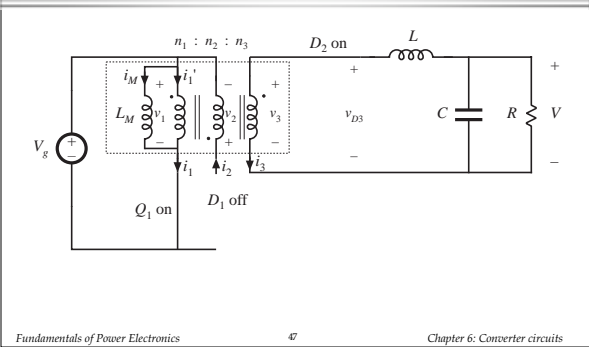 n1 : n2 : n3
D2 on
L
iM
i1'
+
–
+
+
+
LM
v1
v2
v3
vD3
C
R
V
Vg
+
–
–
+
–
–
–
i1
i2
i3
Q1 on
D1 off
Fundamentals of Power Electronics
47
Chapter 6: Converter circuits